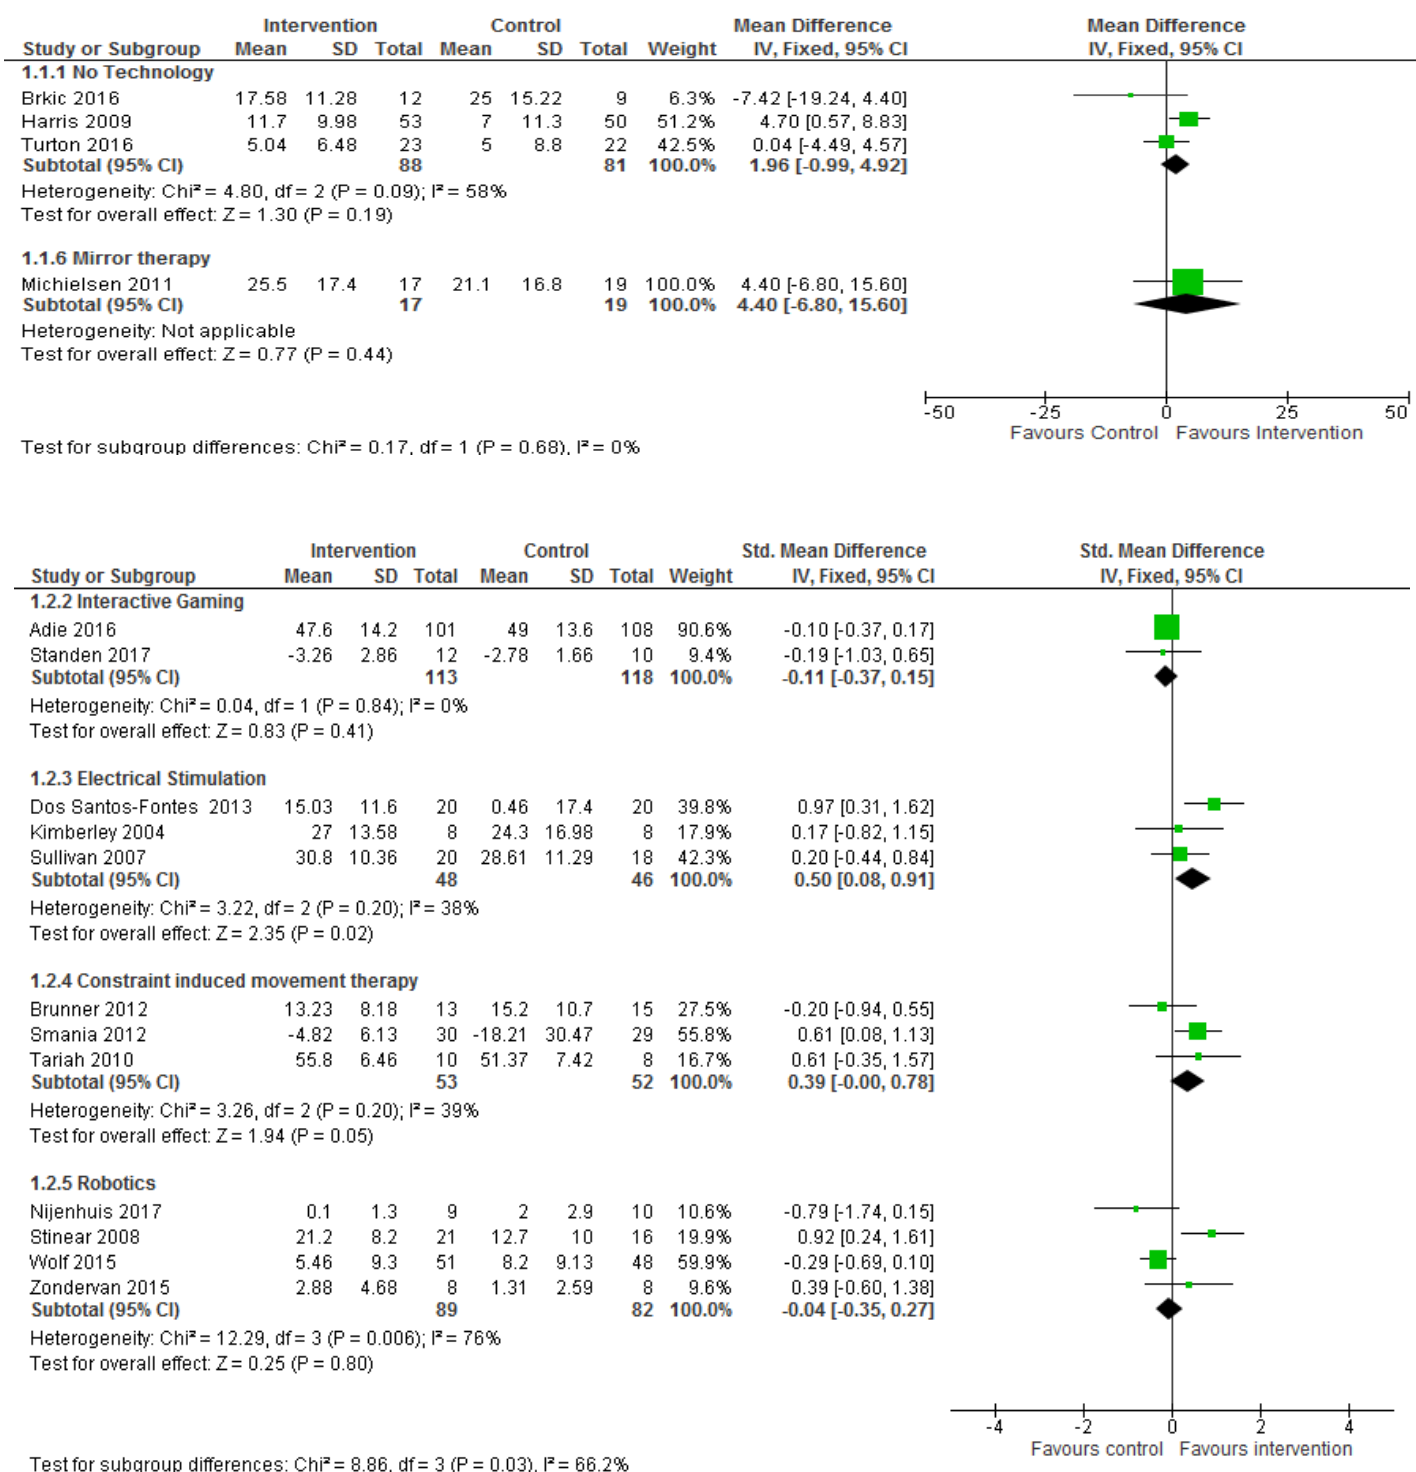 Intervention Control Mean Difference Mean Difference
Study or Subgroup Mean SD Total Mean SD Total Weight IV, Fixed, 95% CI IV, Fixed, 95% CI
1.1.1 No Technology
Brkic 2016 17.58 11.28 12 25 15.22 9 6.3% -7.42 [-19.24, 4.40]
Harris 2009 11.7 9.98 53 7 11.3 50 51.2% 4.70 [0.57, 8.83]
Turton 2016 5.04 6.48 23 5 8.8 22 42.5% 0.04 [-4.49, 4.57]
Subtotal (95% CI) 88 81 100.0% 1.96 [-0.99, 4.92]
Heterogeneity: Chi² = 4.80, df = 2 (P = 0.09); I² = 58%
Test for overall effect: Z = 1.30 (P = 0.19)
1.1.6 Mirror therapy
Michielsen 2011 25.5 17.4 17 21.1 16.8 19 100.0% 4.40 [-6.80, 15.60]
Subtotal (95% CI) 17 19 100.0% 4.40 [-6.80, 15.60]
Heterogeneity: Not applicable
Test for overall effect: Z = 0.77 (P = 0.44)
-50 -25 0 25 50
Favours Control Favours Intervention
Test for subgroup differences: Chi² = 0.17, df = 1 (P = 0.68), I² = 0%
Intervention Control Std. Mean Difference Std. Mean Difference
Study or Subgroup Mean SD Total Mean SD Total Weight IV, Fixed, 95% CI IV, Fixed, 95% CI
1.2.2 Interactive Gaming
Adie 2016 47.6 14.2 101 49 13.6 108 90.6% -0.10 [-0.37, 0.17]
Standen 2017 -3.26 2.86 12 -2.78 1.66 10 9.4% -0.19 [-1.03, 0.65]
Subtotal (95% CI) 113 118 100.0% -0.11 [-0.37, 0.15]
Heterogeneity: Chi² = 0.04, df = 1 (P = 0.84); I² = 0%
Test for overall effect: Z = 0.83 (P = 0.41)
1.2.3 Electrical Stimulation
Dos Santos-Fontes 2013 15.03 11.6 20 0.46 17.4 20 39.8% 0.97 [0.31, 1.62]
Kimberley 2004 27 13.58 8 24.3 16.98 8 17.9% 0.17 [-0.82, 1.15]
Sullivan 2007 30.8 10.36 20 28.61 11.29 18 42.3% 0.20 [-0.44, 0.84]
Subtotal (95% CI) 48 46 100.0% 0.50 [0.08, 0.91]
Heterogeneity: Chi² = 3.22, df = 2 (P = 0.20); I² = 38%
Test for overall effect: Z = 2.35 (P = 0.02)
1.2.4 Constraint induced movement therapy
Brunner 2012 13.23 8.18 13 15.2 10.7 15 27.5% -0.20 [-0.94, 0.55]
Smania 2012 -4.82 6.13 30 -18.21 30.47 29 55.8% 0.61 [0.08, 1.13]
Tariah 2010 55.8 6.46 10 51.37 7.42 8 16.7% 0.61 [-0.35, 1.57]
Subtotal (95% CI) 53 52 100.0% 0.39 [-0.00, 0.78]
Heterogeneity: Chi² = 3.26, df = 2 (P = 0.20); I² = 39%
Test for overall effect: Z = 1.94 (P = 0.05)
1.2.5 Robotics
Nijenhuis 2017 0.1 1.3 9 2 2.9 10 10.6% -0.79 [-1.74, 0.15]
Stinear 2008 21.2 8.2 21 12.7 10 16 19.9% 0.92 [0.24, 1.61]
Wolf 2015 5.46 9.3 51 8.2 9.13 48 59.9% -0.29 [-0.69, 0.10]
Zondervan 2015 2.88 4.68 8 1.31 2.59 8 9.6% 0.39 [-0.60, 1.38]
Subtotal (95% CI) 89 82 100.0% -0.04 [-0.35, 0.27]
Heterogeneity: Chi² = 12.29, df = 3 (P = 0.006); I² = 76%
Test for overall effect: Z = 0.25 (P = 0.80)
-4 -2 0 2 4
Favours control Favours intervention
Test for subgroup differences: Chi² = 8.86, df = 3 (P = 0.03), I² = 66.2%